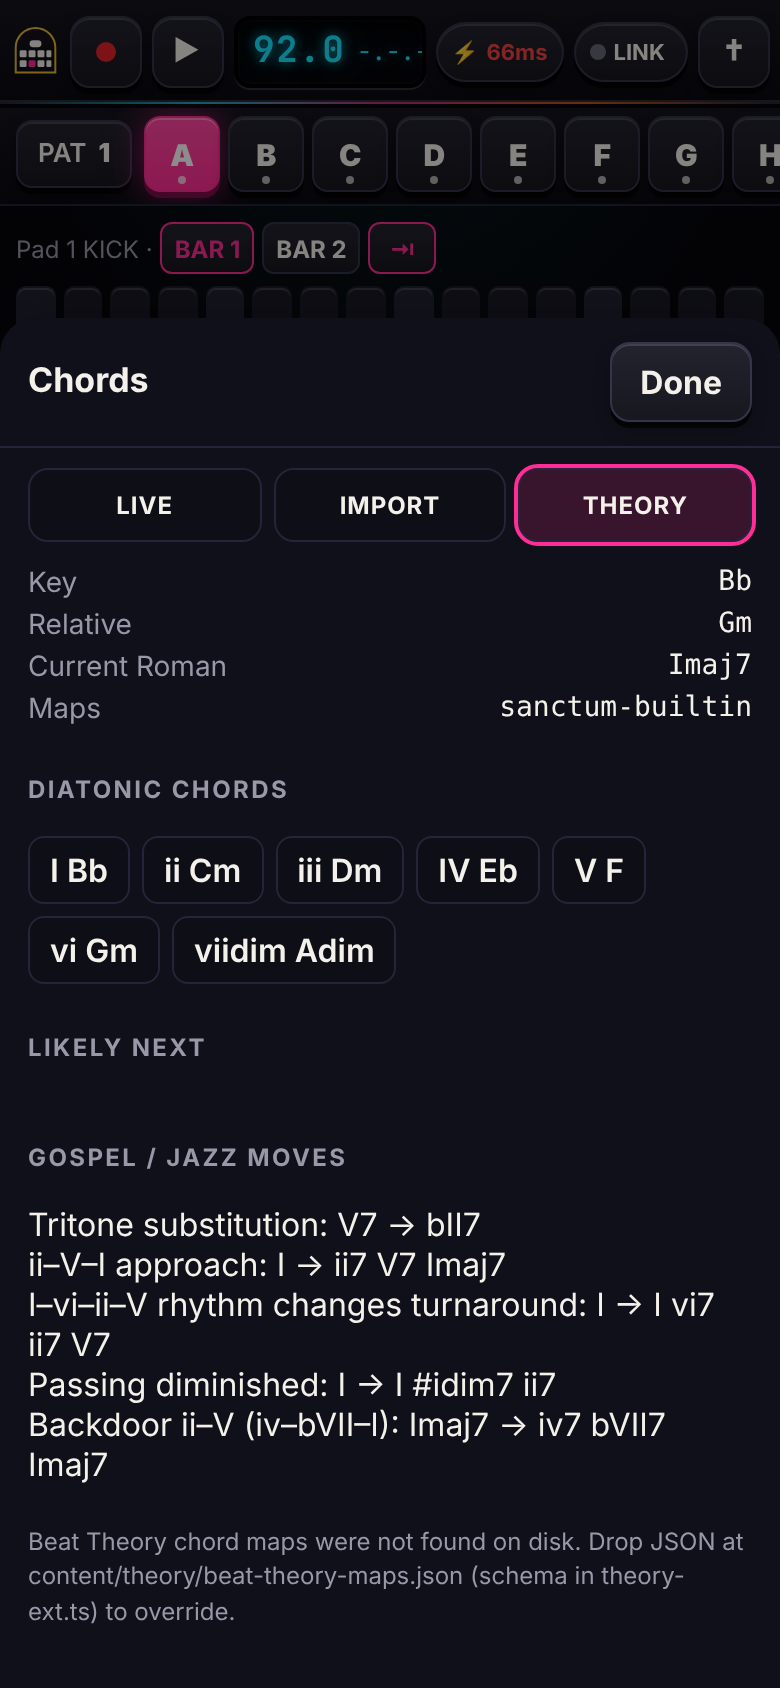 92.0 -.-.-
⚡ 66ms
LINK
✝
PAT 1
A
B
C
D
E
F
G
H
Pad 1 KICK ·
BAR 1
BAR 2
Chords
Done
LIVE
IMPORT
THEORY
Key Bb
Relative Gm
Current Roman Imaj7
Maps sanctum-builtin
DIATONIC CHORDS
I Bb
ii Cm
iii Dm
IV Eb
V F
vi Gm
viidim Adim
LIKELY NEXT
GOSPEL / JAZZ MOVES
Tritone substitution: V7 → bII7
ii–V–I approach: I → ii7 V7 Imaj7
I–vi–ii–V rhythm changes turnaround: I → I vi7
ii7 V7
Passing diminished: I → I #idim7 ii7
Backdoor ii–V (iv–bVII–I): Imaj7 → iv7 bVII7
Imaj7
Beat Theory chord maps were not found on disk. Drop JSON at
content/theory/beat-theory-maps.json (schema in theory-
ext.ts) to override.